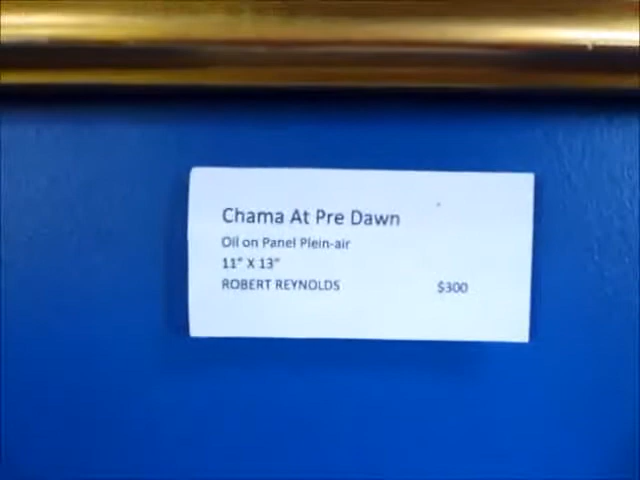 Chama At Pre Dawn
Oil on Panel Plein-air
11" X 13"
ROBERT REYNOLDS $300